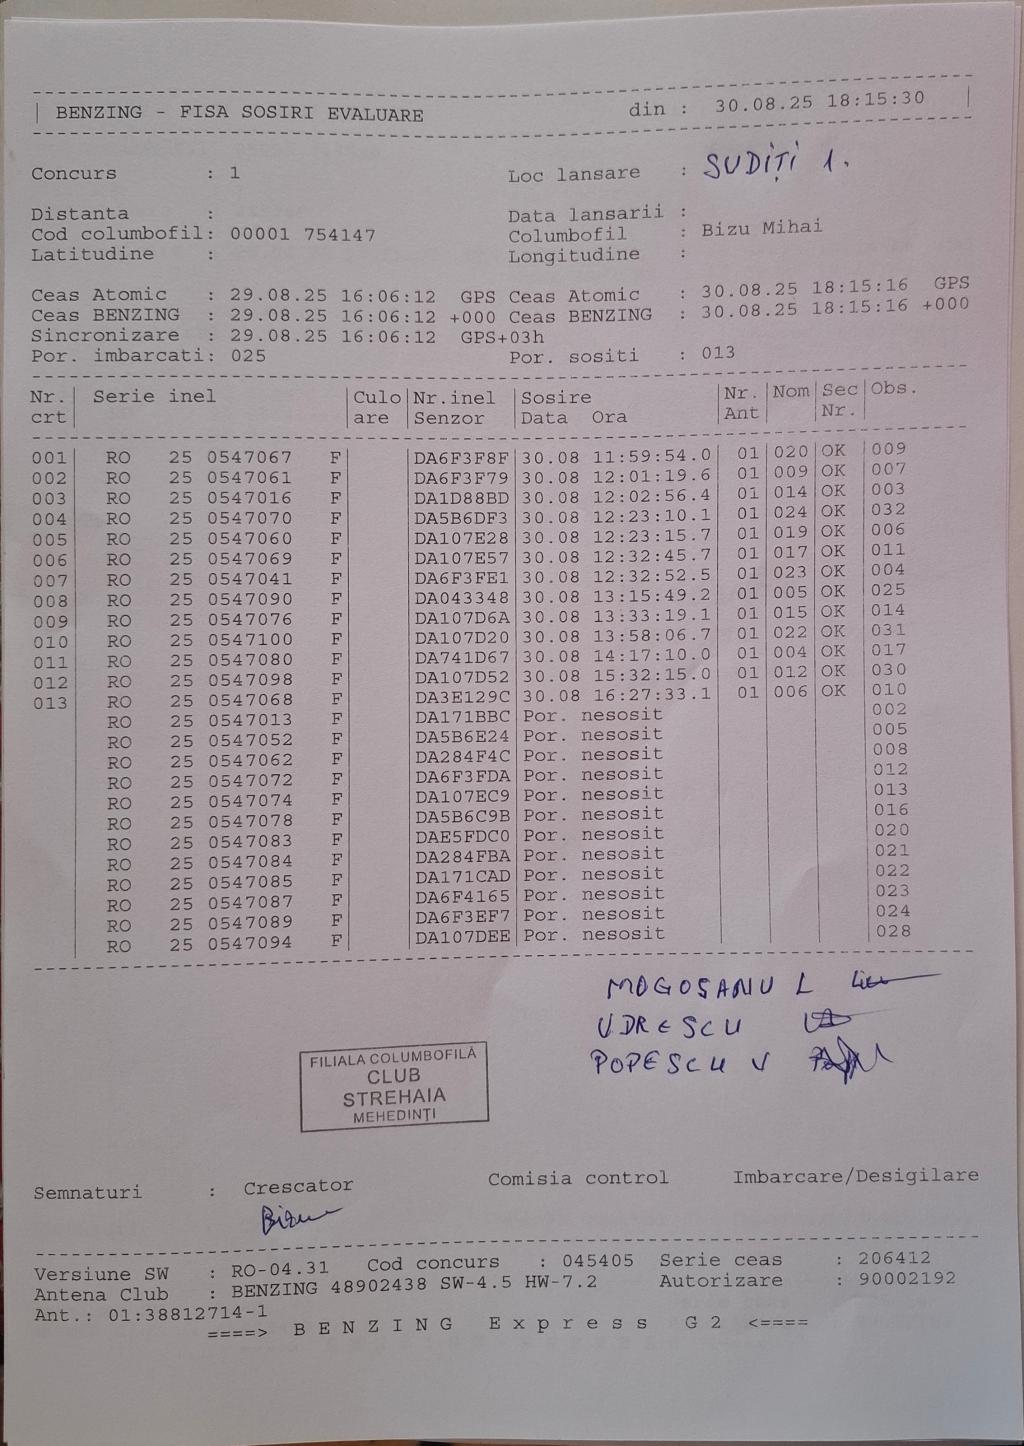 BENZING - FISA SOSIRI EVALUARE din : 30.08.25 18:15:30
Concurs : 1 Loc lansare : SUDIȚI 1.
Distanta : Data lansarii :
Cod columbofil: 00001 754147 Columbofil : Bizu Mihai
Latitudine : Longitudine :
Ceas Atomic : 29.08.25 16:06:12 GPS Ceas Atomic : 30.08.25 18:15:16 GPS
Ceas BENZING : 29.08.25 16:06:12 +000 Ceas BENZING : 30.08.25 18:15:16 +000
Sincronizare : 29.08.25 16:06:12 GPS+03h
Por. imbarcati: 025 Por. sositi : 013
Nr. Serie inel Culo Nr.inel Sosire Nr. Nom Sec Obs.
crt are Senzor Data Ora Ant Nr.
001 RO 25 0547067 F DA6F3F8F 30.08 11:59:54.0 01 020 OK 009
002 RO 25 0547061 F DA6F3F79 30.08 12:01:19.6 01 009 OK 007
003 RO 25 0547016 F DA1D88BD 30.08 12:02:56.4 01 014 OK 003
004 RO 25 0547070 F DA5B6DF3 30.08 12:23:10.1 01 024 OK 032
005 RO 25 0547060 F DA107E28 30.08 12:23:15.7 01 019 OK 006
006 RO 25 0547069 F DA107E57 30.08 12:32:45.7 01 017 OK 011
007 RO 25 0547041 F DA6F3FE1 30.08 12:32:52.5 01 023 OK 004
008 RO 25 0547090 F DA043348 30.08 13:15:49.2 01 005 OK 025
009 RO 25 0547076 F DA107D6A 30.08 13:33:19.1 01 015 OK 014
010 RO 25 0547100 F DA107D20 30.08 13:58:06.7 01 022 OK 031
011 RO 25 0547080 F DA741D67 30.08 14:17:10.0 01 004 OK 017
012 RO 25 0547098 F DA107D52 30.08 15:32:15.0 01 012 OK 030
013 RO 25 0547068 F DA3E129C 30.08 16:27:33.1 01 006 OK 010
RO 25 0547013 F DA171BBC Por. nesosit 002
RO 25 0547052 F DA5B6E24 Por. nesosit 005
RO 25 0547062 F DA284F4C Por. nesosit 008
RO 25 0547072 F DA6F3FDA Por. nesosit 012
RO 25 0547074 F DA107EC9 Por. nesosit 013
RO 25 0547078 F DA5B6C9B Por. nesosit 016
RO 25 0547083 F DAE5FDC0 Por. nesosit 020
RO 25 0547084 F DA284FBA Por. nesosit 021
RO 25 0547085 F DA171CAD Por. nesosit 022
RO 25 0547087 F DA6F4165 Por. nesosit 023
RO 25 0547089 F DA6F3EF7 Por. nesosit 024
RO 25 0547094 F DA107DEE Por. nesosit 028
MOGOȘANU L
UDRESCU
POPESCU V
FILIALA COLUMBOFILĂ
CLUB
STREHAIA
MEHEDINȚI
Semnaturi : Crescator Comisia control Imbarcare/Desigilare
Bizu
Versiune SW : RO-04.31 Cod concurs : 045405 Serie ceas : 206412
Antena Club : BENZING 48902438 SW-4.5 HW-7.2 Autorizare : 90002192
Ant.: 01:38812714-1
====> B E N Z I N G E x p r e s s G 2 <====